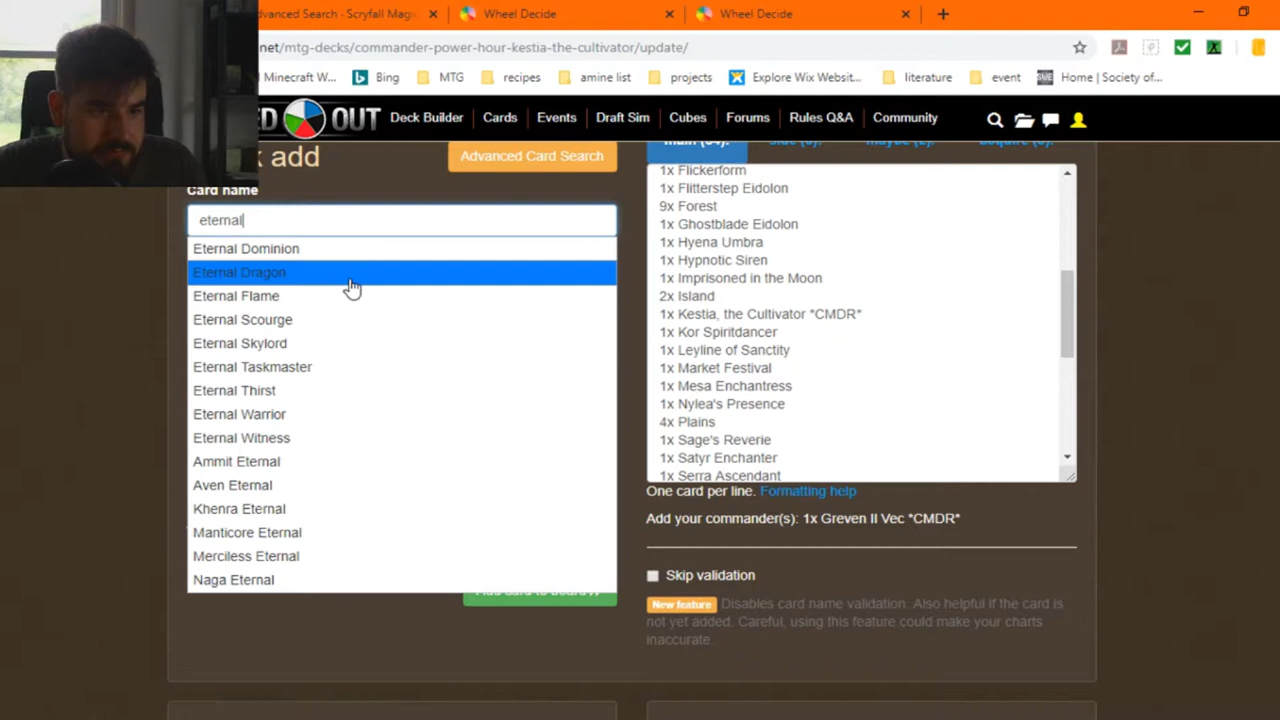 dvanced Search - Scryfall Mag
Wheel Decide
Wheel Decide
net/mtg-decks/commander-power-hour-kestia-the-cultivator/update/
Minecraft W...
Bing
MTG
recipes
amine list
projects
Explore Wix Websit...
literature
event
Home | Society of...
ED OUT
Deck Builder
Cards
Events
Draft Sim
Cubes
Forums
Rules Q&A
Community
k add
Advanced Card Search
Card name
eternal
Eternal Dominion
Eternal Dragon
Eternal Flame
Eternal Scourge
Eternal Skylord
Eternal Taskmaster
Eternal Thirst
Eternal Warrior
Eternal Witness
Ammit Eternal
Aven Eternal
Khenra Eternal
Manticore Eternal
Merciless Eternal
Naga Eternal
1x Flickerform
1x Flitterstep Eidolon
9x Forest
1x Ghostblade Eidolon
1x Hyena Umbra
1x Hypnotic Siren
1x Imprisoned in the Moon
2x Island
1x Kestia, the Cultivator *CMDR*
1x Kor Spiritdancer
1x Leyline of Sanctity
1x Market Festival
1x Mesa Enchantress
1x Nylea's Presence
4x Plains
1x Sage's Reverie
1x Satyr Enchanter
1x Serra Ascendant
One card per line. Formatting help
Add your commander(s): 1x Greven Il Vec *CMDR*
Skip validation
New feature Disables card name validation. Also helpful if the card is
not yet added. Careful, using this feature could make your charts
inaccurate.